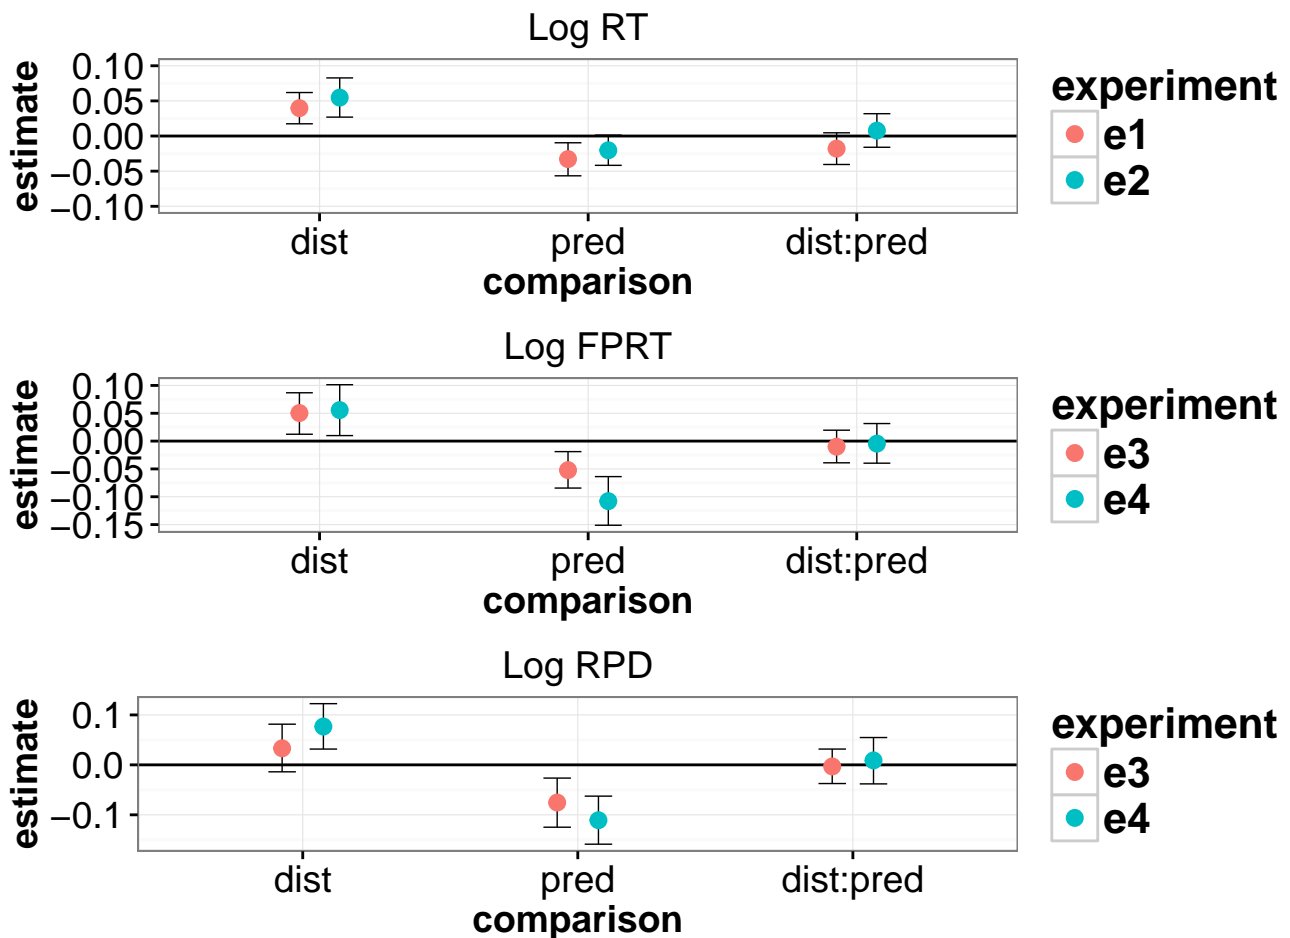 Log RT
estimate
0.10
0.05
0.00
−0.05
−0.10
dist
pred
dist:pred
comparison
experiment
e1
e2
Log FPRT
estimate
0.10
0.05
0.00
−0.05
−0.10
−0.15
dist
pred
dist:pred
comparison
experiment
e3
e4
Log RPD
estimate
0.1
0.0
−0.1
dist
pred
dist:pred
comparison
experiment
e3
e4